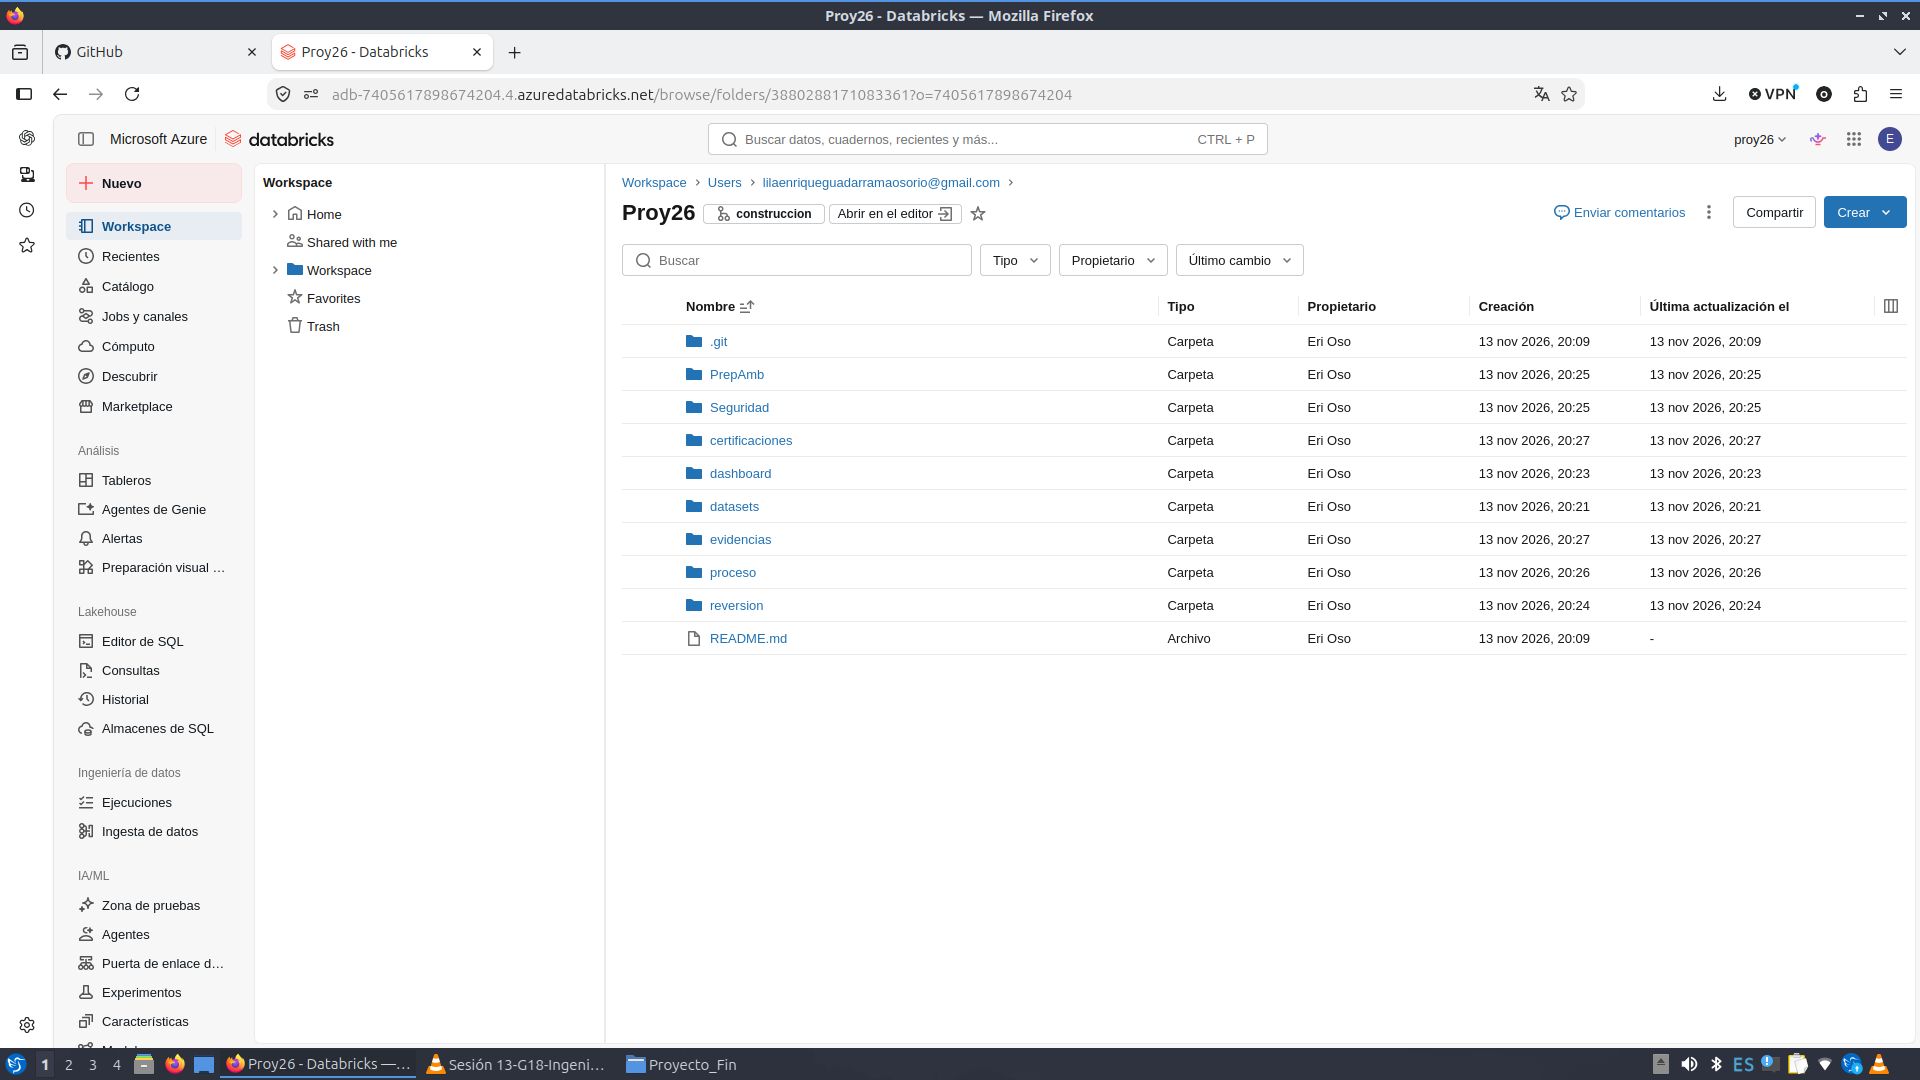 Proy26 - Databricks — Mozilla Firefox
GitHub
Proy26 - Databricks
adb-7405617898674204.4.azuredatabricks.net/browse/folders/3880288171083361?o=7405617898674204
VPN
Microsoft Azure
databricks
Buscar datos, cuadernos, recientes y más...
CTRL + P
proy26
E
Nuevo
Workspace
Recientes
Catálogo
Jobs y canales
Cómputo
Descubrir
Marketplace
Análisis
Tableros
Agentes de Genie
Alertas
Preparación visual ...
Lakehouse
Editor de SQL
Consultas
Historial
Almacenes de SQL
Ingeniería de datos
Ejecuciones
Ingesta de datos
IA/ML
Zona de pruebas
Agentes
Puerta de enlace d...
Experimentos
Características
Workspace
Home
Shared with me
Workspace
Favorites
Trash
Workspace > Users > lilaenriqueguadarramaosorio@gmail.com >
Proy26 construccion Abrir en el editor
Enviar comentarios Compartir Crear
Buscar Tipo Propietario Último cambio
Nombre Tipo Propietario Creación Última actualización el
.git Carpeta Eri Oso 13 nov 2026, 20:09 13 nov 2026, 20:09
PrepAmb Carpeta Eri Oso 13 nov 2026, 20:25 13 nov 2026, 20:25
Seguridad Carpeta Eri Oso 13 nov 2026, 20:25 13 nov 2026, 20:25
certificaciones Carpeta Eri Oso 13 nov 2026, 20:27 13 nov 2026, 20:27
dashboard Carpeta Eri Oso 13 nov 2026, 20:23 13 nov 2026, 20:23
datasets Carpeta Eri Oso 13 nov 2026, 20:21 13 nov 2026, 20:21
evidencias Carpeta Eri Oso 13 nov 2026, 20:27 13 nov 2026, 20:27
proceso Carpeta Eri Oso 13 nov 2026, 20:26 13 nov 2026, 20:26
reversion Carpeta Eri Oso 13 nov 2026, 20:24 13 nov 2026, 20:24
README.md Archivo Eri Oso 13 nov 2026, 20:09 -
1 2 3 4 Proy26 - Databricks —... Sesión 13-G18-Ingeni... Proyecto_Fin ES